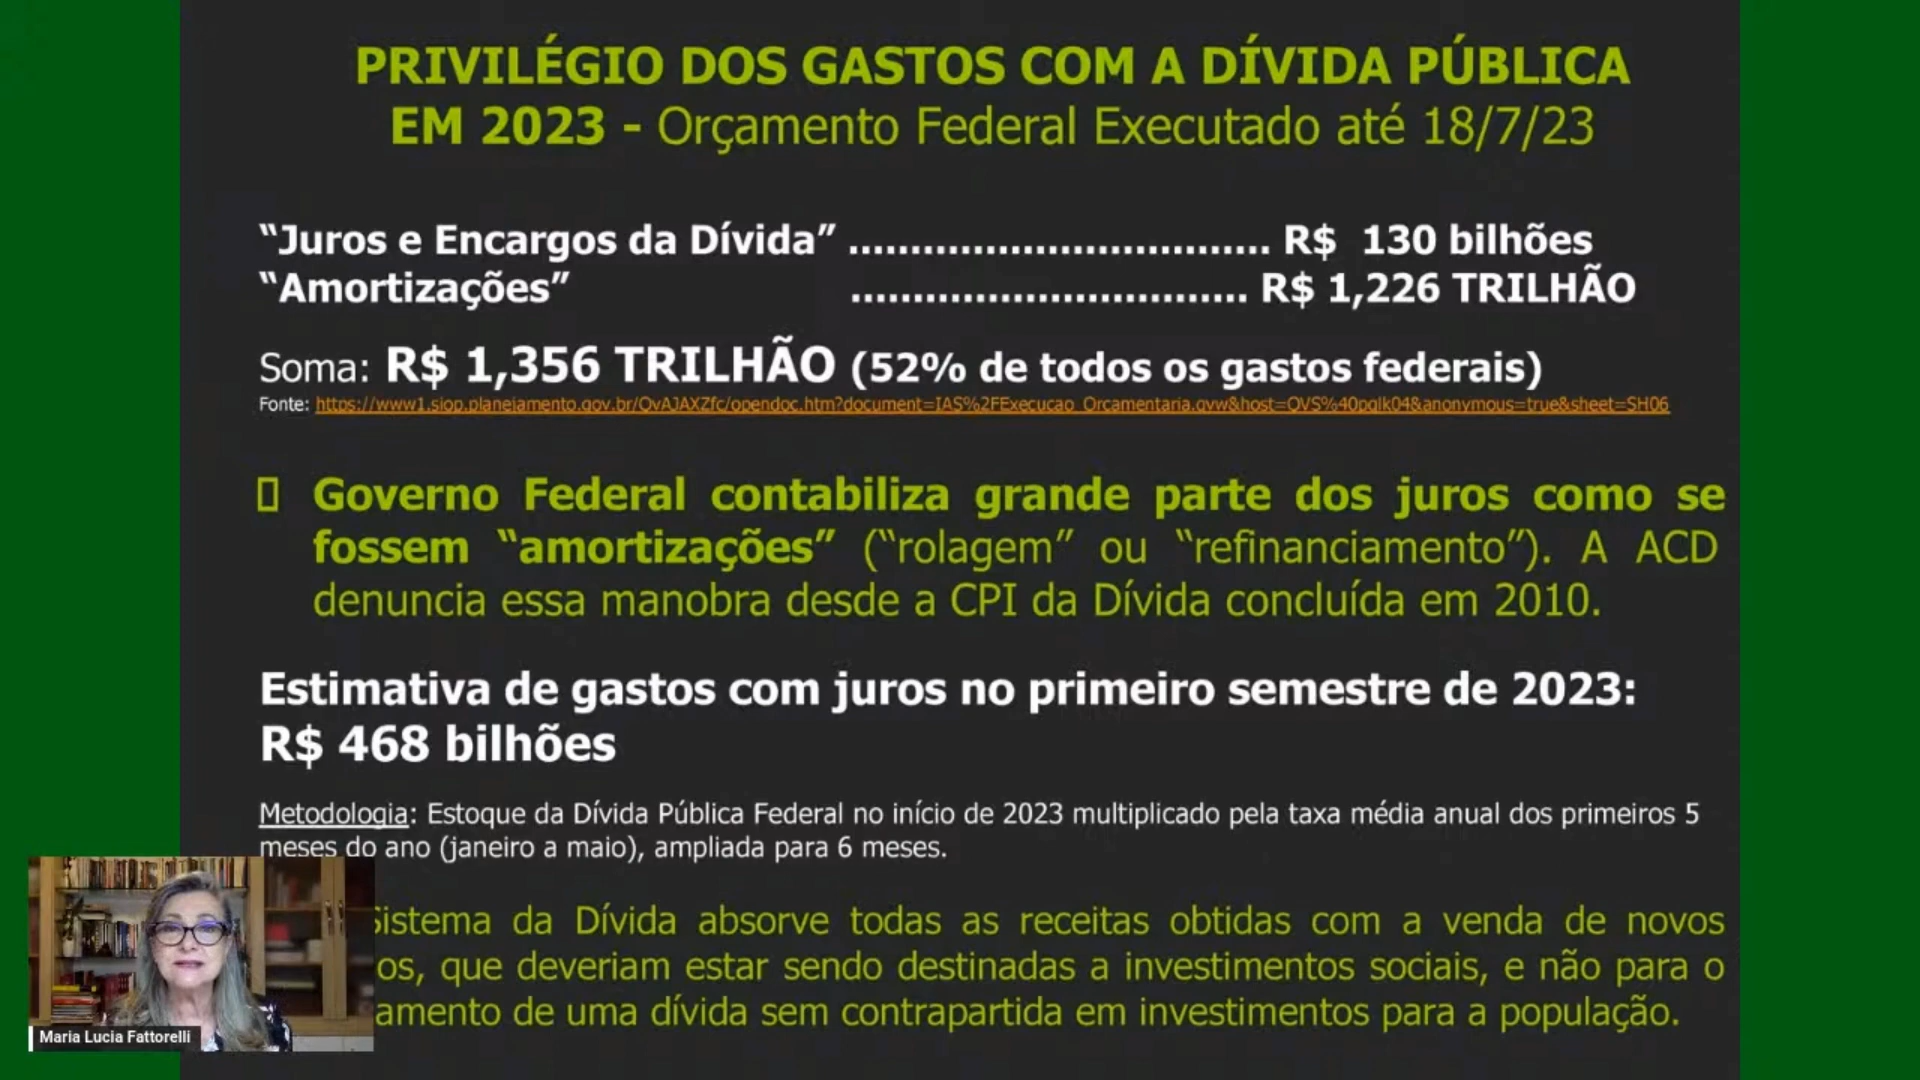 PRIVILÉGIO DOS GASTOS COM A DÍVIDA PÚBLICA
EM 2023 - Orçamento Federal Executado até 18/7/23
“Juros e Encargos da Dívida” .................................. R$ 130 bilhões
“Amortizações” ................................ R$ 1,226 TRILHÃO
Soma: R$ 1,356 TRILHÃO (52% de todos os gastos federais)
Fonte: https://www1.siop.planejamento.gov.br/QvAJAXZfc/opendoc.htm?document=IAS%2FExecucao_Orcamentaria.qvw&host=QVS%40pqlk04&anonymous=true&sheet=SH06
Governo Federal contabiliza grande parte dos juros como se
fossem “amortizações” (“rolagem” ou “refinanciamento”). A ACD
denuncia essa manobra desde a CPI da Dívida concluída em 2010.
Estimativa de gastos com juros no primeiro semestre de 2023:
R$ 468 bilhões
Metodologia: Estoque da Dívida Pública Federal no início de 2023 multiplicado pela taxa média anual dos primeiros 5
meses do ano (janeiro a maio), ampliada para 6 meses.
Sistema da Dívida absorve todas as receitas obtidas com a venda de novos
os, que deveriam estar sendo destinadas a investimentos sociais, e não para o
amento de uma dívida sem contrapartida em investimentos para a população.
Maria Lucia Fattorelli